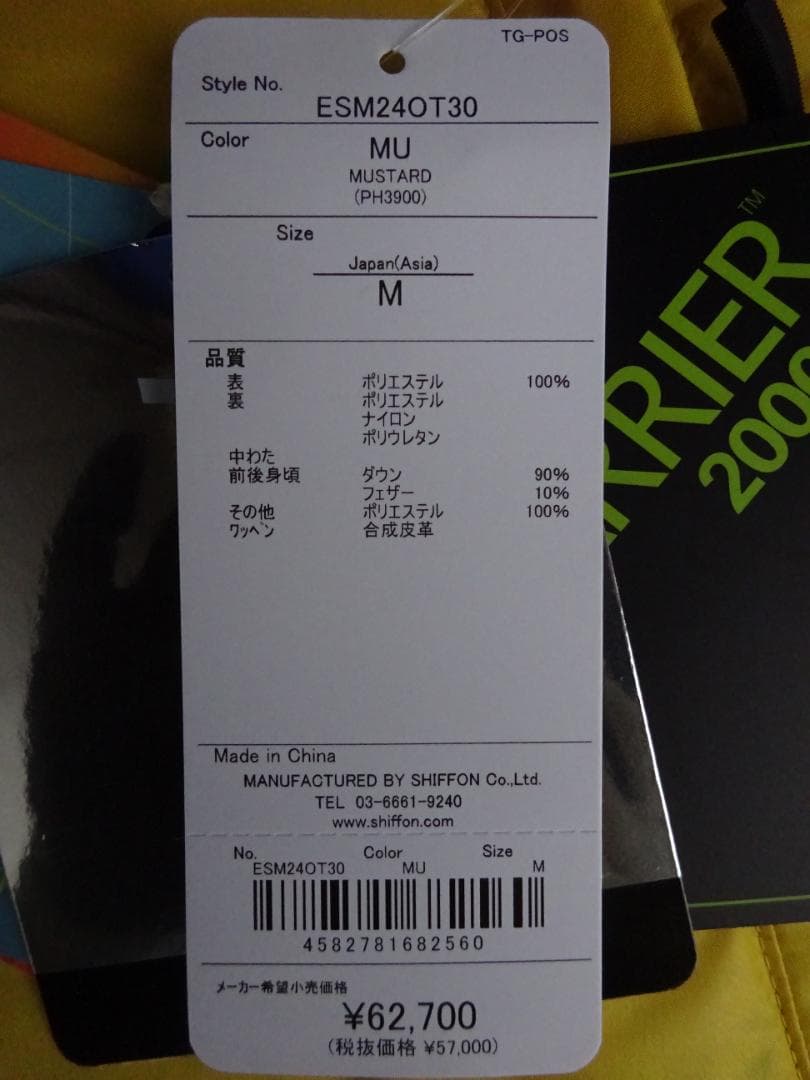 TG-POS
Style No.
ESM24OT30
Color
MU
MUSTARD
(PH3900)
Size
Japan(Asia)
M
品質
表 ポリエステル 100%
裏 ポリエステル
ナイロン
ポリウレタン
中わた
前後身頃 ダウン 90%
フェザー 10%
その他 ポリエステル 100%
ワッペン 合成皮革
Made in China
MANUFACTURED BY SHIFFON Co.,Ltd.
TEL 03-6661-9240
www.shiffon.com
No. Color Size
ESM24OT30 MU M
4582781682560
メーカー希望小売価格
¥62,700
(税抜価格 ¥57,000)
TM